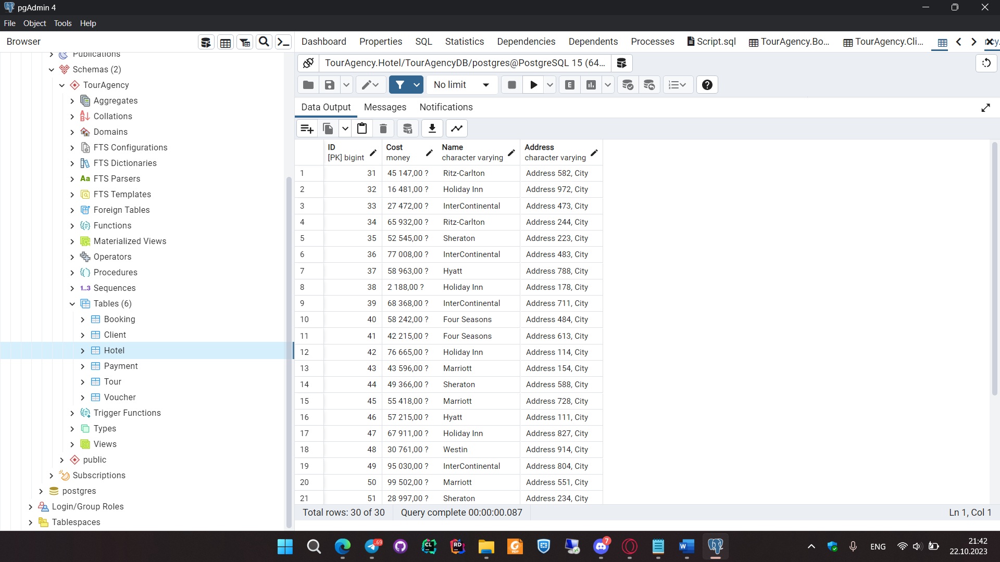 pgAdmin 4
File Object Tools Help
Browser
Dashboard Properties SQL Statistics Dependencies Dependents Processes Script.sql TourAgency.Bo... TourAgency.Cli...
Publications
Schemas (2)
TourAgency
Aggregates
Collations
Domains
FTS Configurations
FTS Dictionaries
Aa FTS Parsers
FTS Templates
Foreign Tables
Functions
Materialized Views
Operators
Procedures
1..3 Sequences
Tables (6)
Booking
Client
Hotel
Payment
Tour
Voucher
Trigger Functions
Types
Views
public
Subscriptions
postgres
Login/Group Roles
Tablespaces
TourAgency.Hotel/TourAgencyDB/postgres@PostgreSQL 15 (64...
No limit
E
Data Output Messages Notifications
ID Cost Name Address
[PK] bigint money character varying character varying
1 31 45 147,00 ? Ritz-Carlton Address 582, City
2 32 16 481,00 ? Holiday Inn Address 972, City
3 33 27 472,00 ? InterContinental Address 473, City
4 34 65 932,00 ? Ritz-Carlton Address 244, City
5 35 52 545,00 ? Sheraton Address 223, City
6 36 77 008,00 ? InterContinental Address 483, City
7 37 58 963,00 ? Hyatt Address 788, City
8 38 2 188,00 ? Holiday Inn Address 178, City
9 39 68 368,00 ? InterContinental Address 711, City
10 40 58 242,00 ? Four Seasons Address 484, City
11 41 42 215,00 ? Four Seasons Address 613, City
12 42 76 665,00 ? Holiday Inn Address 114, City
13 43 43 596,00 ? Marriott Address 154, City
14 44 49 366,00 ? Sheraton Address 588, City
15 45 55 418,00 ? Marriott Address 728, City
16 46 57 215,00 ? Hyatt Address 111, City
17 47 67 911,00 ? Holiday Inn Address 827, City
18 48 30 761,00 ? Westin Address 914, City
19 49 95 030,00 ? InterContinental Address 804, City
20 50 99 502,00 ? Marriott Address 551, City
21 51 28 997,00 ? Sheraton Address 234, City
Total rows: 30 of 30 Query complete 00:00:00.087 Ln 1, Col 1
..69 CL RD PDF 7 W ENG 21:42
22.10.2023